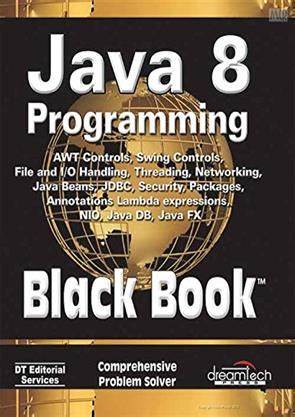 Java 8
Programming
AWT Controls, Swing Controls,
File and I/O Handling, Threading, Networking,
Java Beans, JDBC, Security, Packages,
Annotations Lambda expressions,
NIO, Java DB, Java FX
Black Book™
DT Editorial
Services
Comprehensive
Problem Solver
dreamtech
PRESS